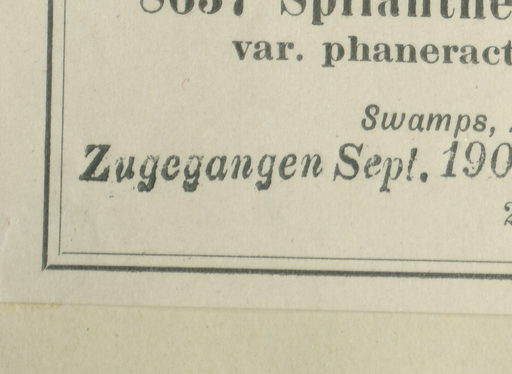 var. phaneract
Swamps,
Zugegangen Sept. 190